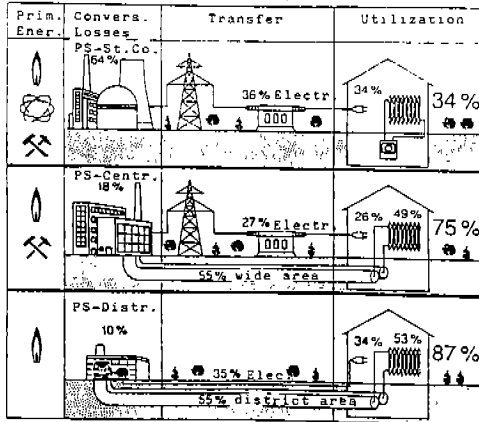 Prim. Ener.
Convers. Losses
Transfer
Utilization
PS-St.Co.
64%
36% Electr.
34%
34%
PS-Centr.
18%
27% Electr.
26%
49%
75%
55% wide area
PS-Distr.
10%
35% Elect.
34%
53%
87%
55% district area